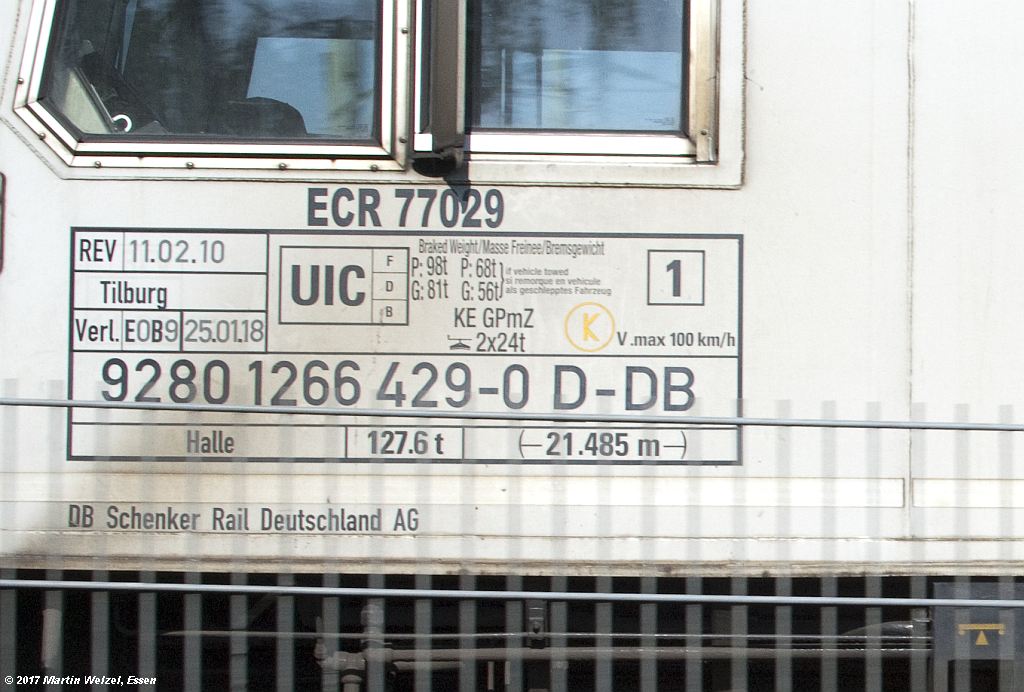 ECR 77029
REV 11.02.10
Tilburg
Verl. EOB9 25.01.18
UIC
F
D
B
Braked Weight/Masse Freinee/Bremsgewicht
P: 98t P: 68t
G: 81t G: 56t
if vehicle towed
si remorque en vehicule
als geschlepptes Fahrzeug
KE GPmZ
2x24t
K
1
V.max 100 km/h
9280 1266 429-0 D-DB
Halle 127.6 t 21.485 m
DB Schenker Rail Deutschland AG
© 2017 Martin Welzel, Essen